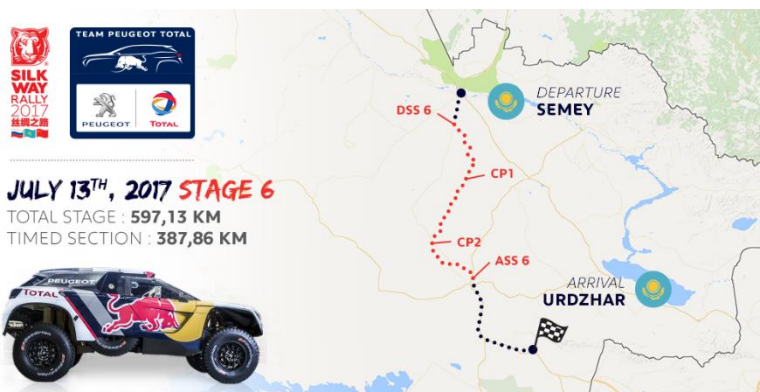 SILK
WAY
RALLY
2017
丝绸之路
TEAM PEUGEOT TOTAL
PEUGEOT
TOTAL
JULY 13TH, 2017 STAGE 6
TOTAL STAGE : 597,13 KM
TIMED SECTION : 387,86 KM
PEUGEOT
TOTAL
Red Bull
DEPARTURE
SEMEY
DSS 6
CP1
CP2
ASS 6
ARRIVAL
URDZHAR